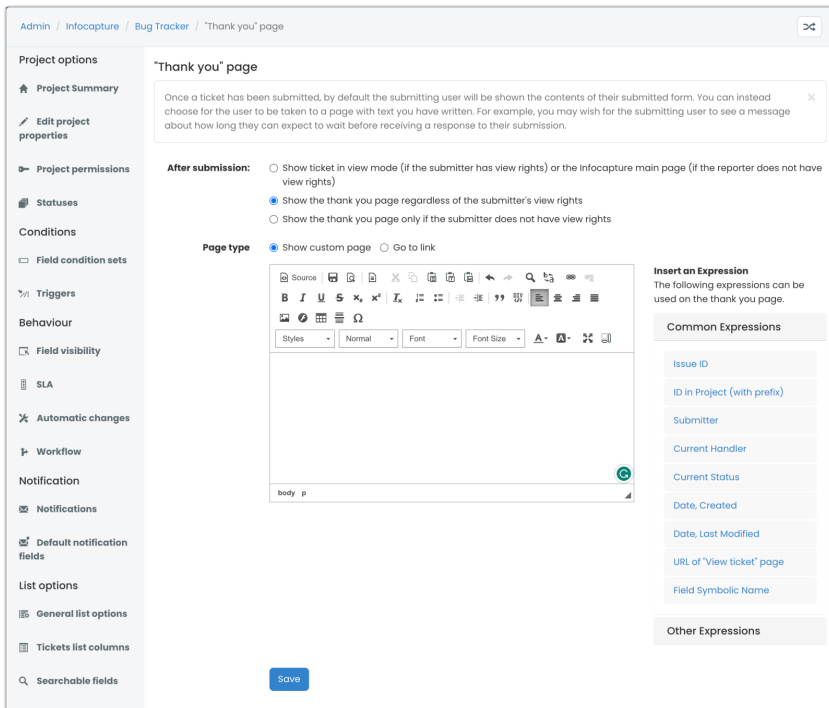 Admin / Infocapture / Bug Tracker / "Thank you" page
Project options
Project Summary
Edit project
properties
Project permissions
Statuses
Conditions
Field condition sets
Triggers
Behaviour
Field visibility
SLA
Automatic changes
Workflow
Notification
Notifications
Default notification
fields
List options
General list options
Tickets list columns
Searchable fields
"Thank you" page
Once a ticket has been submitted, by default the submitting user will be shown the contents of their submitted form. You can instead
choose for the user to be taken to a page with text you have written. For example, you may wish for the submitting user to see a message
about how long they can expect to wait before receiving a response to their submission.
After submission:
Show ticket in view mode (if the submitter has view rights) or the Infocapture main page (if the reporter does not have
view rights)
Show the thank you page regardless of the submitter's view rights
Show the thank you page only if the submitter does not have view rights
Page type
Show custom page Go to link
Source
B I U S x₂ x² Tx
DIV
Ω
Styles Normal Font Font Size A A
body p
Insert an Expression
The following expressions can be
used on the thank you page.
Common Expressions
Issue ID
ID in Project (with prefix)
Submitter
Current Handler
Current Status
Date, Created
Date, Last Modified
URL of "View ticket" page
Field Symbolic Name
Other Expressions
Save